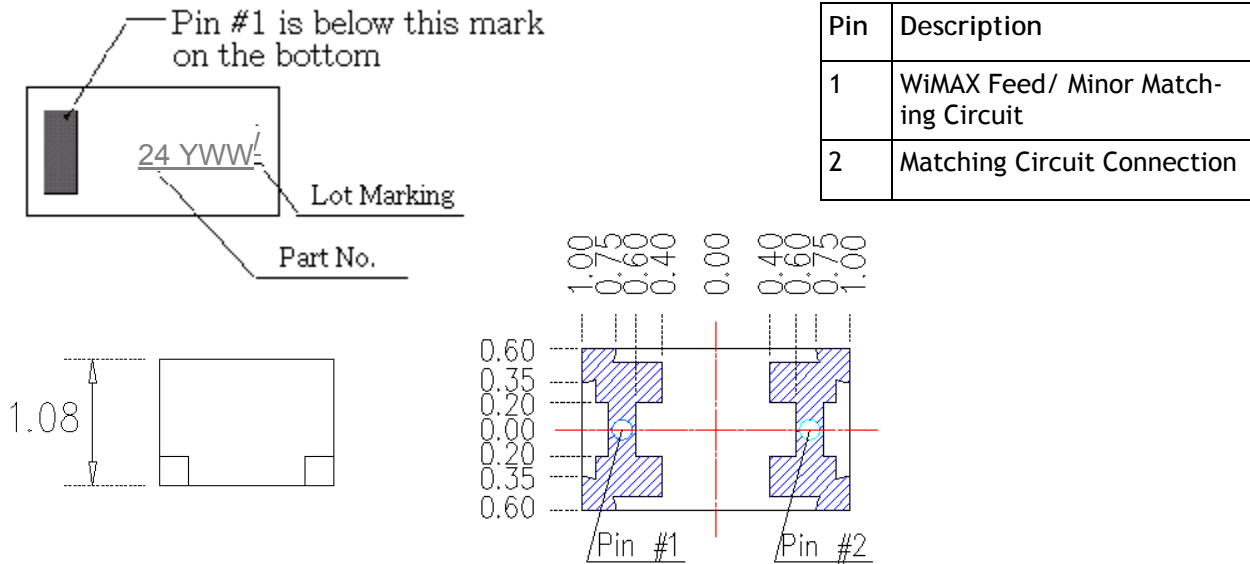 Pin #1 is below this mark
on the bottom
24 YWW
Lot Marking
Part No.
Pin Description
1 WiMAX Feed/ Minor Match-
ing Circuit
2 Matching Circuit Connection
1.08
1.00 0.75 0.60 0.40 0.00 0.40 0.60 0.75 1.00
0.60
0.35
0.20
0.00
0.20
0.35
0.60
Pin #1 Pin #2